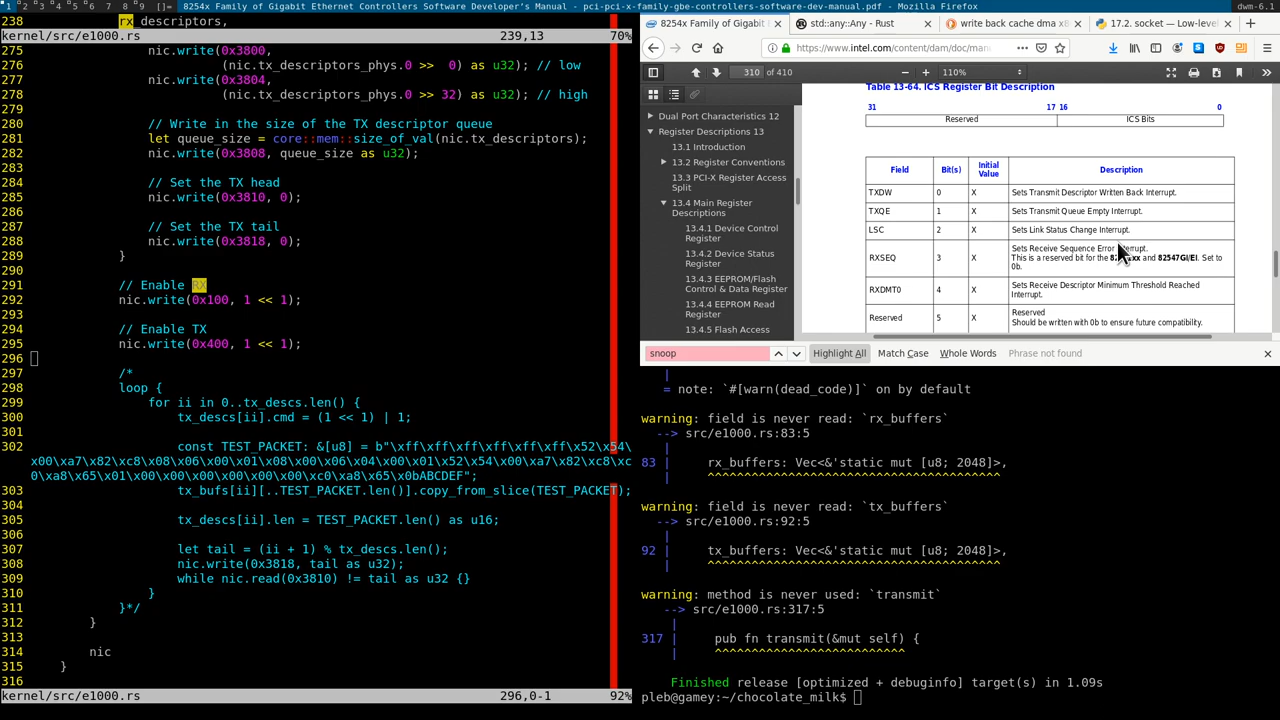 1 2 3 4 5 6 7 8 9 8254x Family of Gigabit Ethernet Controllers Software Developer's Manual - pci-pci-x-family-gbe-controllers-software-dev-manual.pdf - Mozilla Firefox dwm-6.1
238 rx_descriptors,
kernel/src/e1000.rs 239,13 70%
275 nic.write(0x3800,
276 (nic.tx_descriptors_phys.0 >> 0) as u32); // low
277 nic.write(0x3804,
278 (nic.tx_descriptors_phys.0 >> 32) as u32); // high
279
280 // Write in the size of the TX descriptor queue
281 let queue_size = core::mem::size_of_val(nic.tx_descriptors);
282 nic.write(0x3808, queue_size as u32);
283
284 // Set the TX head
285 nic.write(0x3810, 0);
286
287 // Set the TX tail
288 nic.write(0x3818, 0);
289 }
290
291 // Enable RX
292 nic.write(0x100, 1 << 1);
293
294 // Enable TX
295 nic.write(0x400, 1 << 1);
296
297 /*
298 loop {
299 for ii in 0..tx_descs.len() {
300 tx_descs[ii].cmd = (1 << 1) | 1;
301
302 const TEST_PACKET: &[u8] = b"\xff\xff\xff\xff\xff\xff\x52\x54\
x00\xa7\x82\xc8\x08\x06\x00\x01\x08\x00\x06\x04\x00\x01\x52\x54\x00\xa7\x82\xc8\xc
0\xa8\x65\x01\x00\x00\x00\x00\x00\x00\xc0\xa8\x65\x0bABCDEF";
303 tx_bufs[ii][..TEST_PACKET.len()].copy_from_slice(TEST_PACKET);
304
305 tx_descs[ii].len = TEST_PACKET.len() as u16;
306
307 let tail = (ii + 1) % tx_descs.len();
308 nic.write(0x3818, tail as u32);
309 while nic.read(0x3810) != tail as u32 {}
310 }
311 }*/
312 }
313
314 nic
315 }
316
kernel/src/e1000.rs 296,0-1 92%
8254x Family of Gigabit E
std::any::Any - Rust
write back cache dma x8
17.2. socket — Low-level
https://www.intel.com/content/dam/doc/man
310 of 410
110%
Dual Port Characteristics 12
Register Descriptions 13
13.1 Introduction
13.2 Register Conventions
13.3 PCI-X Register Access
Split
13.4 Main Register
Descriptions
13.4.1 Device Control
Register
13.4.2 Device Status
Register
13.4.3 EEPROM/Flash
Control & Data Register
13.4.4 EEPROM Read
Register
13.4.5 Flash Access
Table 13-64. ICS Register Bit Description
31 17 16 0
Reserved ICS Bits
Field Bit(s) Initial Value Description
TXDW 0 X Sets Transmit Descriptor Written Back Interrupt.
TXQE 1 X Sets Transmit Queue Empty Interrupt.
LSC 2 X Sets Link Status Change Interrupt.
Sets Receive Sequence Error Interrupt.
RXSEQ 3 X This is a reserved bit for the and 82547GI/EI. Set to
0b.
RXDMT0 4 X Sets Receive Descriptor Minimum Threshold Reached
Interrupt.
Reserved 5 X Reserved
Should be written with 0b to ensure future compatibility.
snoop Highlight All Match Case Whole Words Phrase not found
|
= note: `#[warn(dead_code)]` on by default
warning: field is never read: `rx_buffers`
--> src/e1000.rs:83:5
|
83 | rx_buffers: Vec<&'static mut [u8; 2048]>,
| ^^^^^^^^^^^^^^^^^^^^^^^^^^^^^^^^^^^^^^^^
warning: field is never read: `tx_buffers`
--> src/e1000.rs:92:5
|
92 | tx_buffers: Vec<&'static mut [u8; 2048]>,
| ^^^^^^^^^^^^^^^^^^^^^^^^^^^^^^^^^^^^^^^^
warning: method is never used: `transmit`
--> src/e1000.rs:317:5
|
317 | pub fn transmit(&mut self) {
| ^^^^^^^^^^^^^^^^^^^^^^^^^^
Finished release [optimized + debuginfo] target(s) in 1.09s
pleb@gamey:~/chocolate_milk$